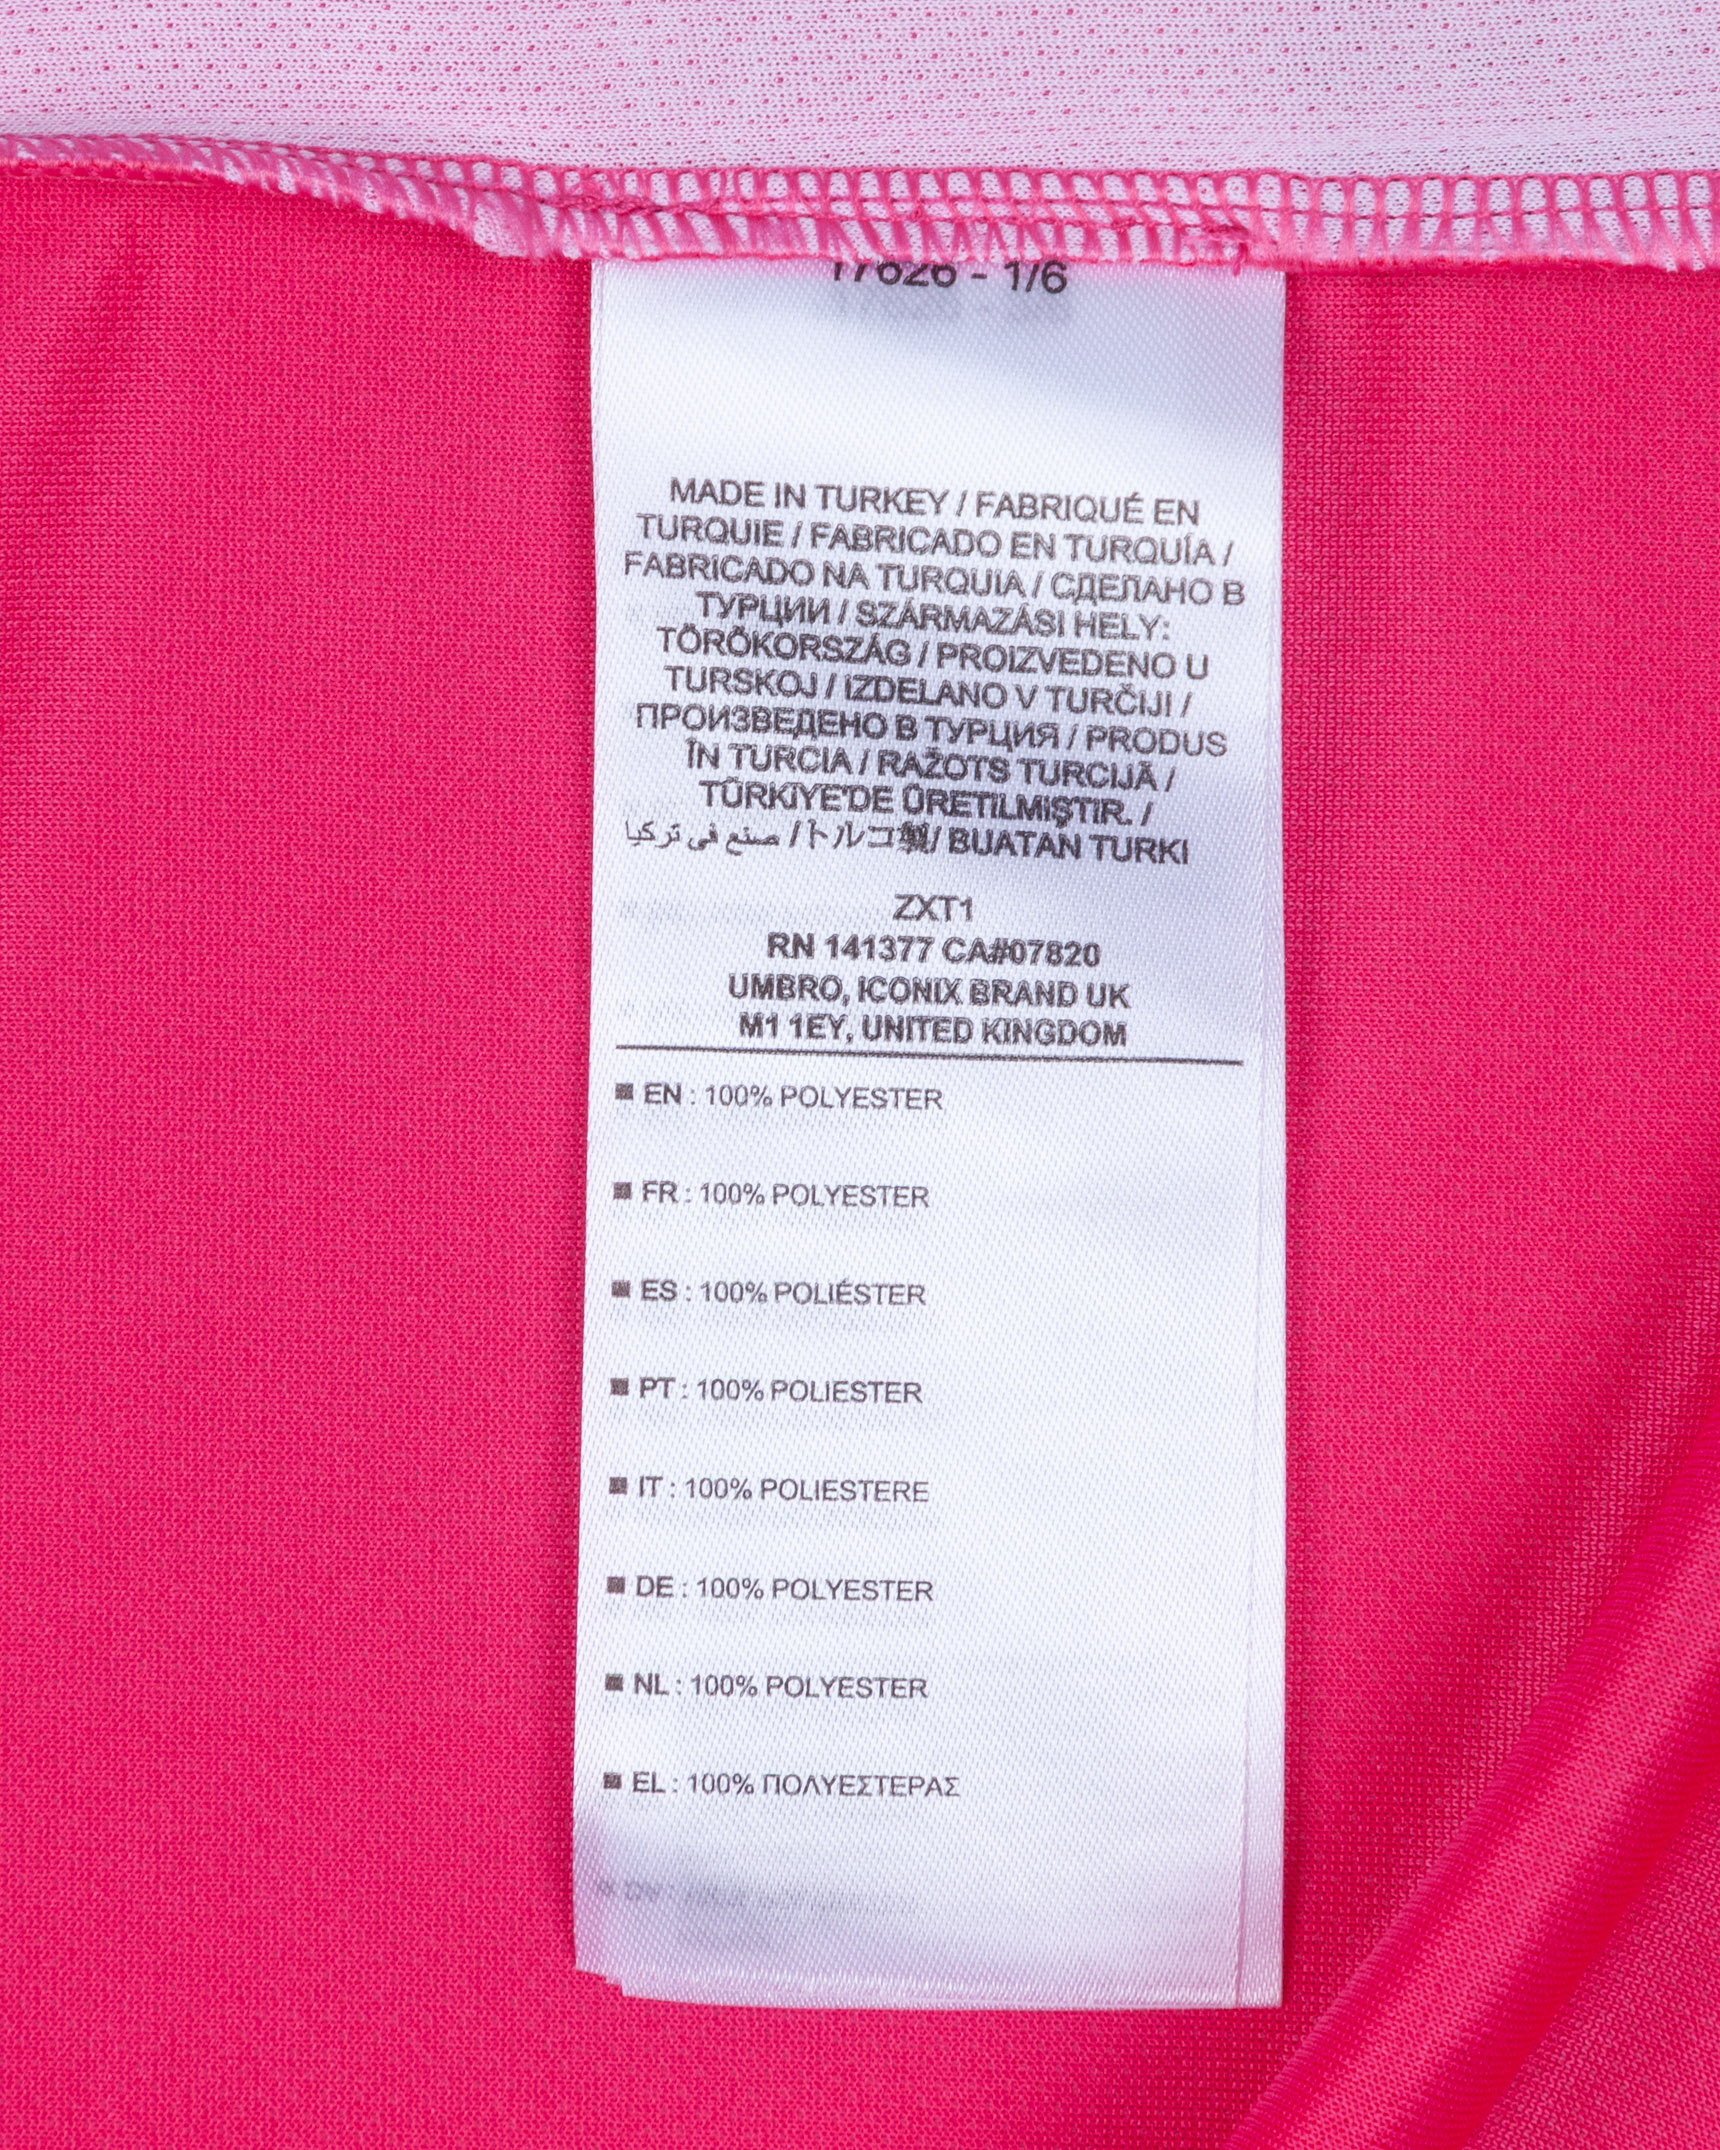 17626 - 1/6
MADE IN TURKEY / FABRIQUÉ EN
TURQUIE / FABRICADO EN TURQUÍA /
FABRICADO NA TURQUIA / СДЕЛАНО В
ТУРЦИИ / SZÁRMAZÁSI HELY:
TÖRÖKORSZÁG / PROIZVEDENO U
TURSKOJ / IZDELANO V TURČIJI /
ПРОИЗВЕДЕНО В ТУРЦИЯ / PRODUS
ÎN TURCIA / RAŽOTS TURCIJĀ /
TÜRKİYE'DE ÜRETİLMİŞTİR. /
صنع في تركيا / トルコ製/ BUATAN TURKI
ZXT1
RN 141377 CA#07820
UMBRO, ICONIX BRAND UK
M1 1EY, UNITED KINGDOM
EN : 100% POLYESTER
FR : 100% POLYESTER
ES : 100% POLIÉSTER
PT : 100% POLIESTER
IT : 100% POLIESTERE
DE : 100% POLYESTER
NL : 100% POLYESTER
EL : 100% ΠΟΛΥΕΣΤΕΡΑΣ